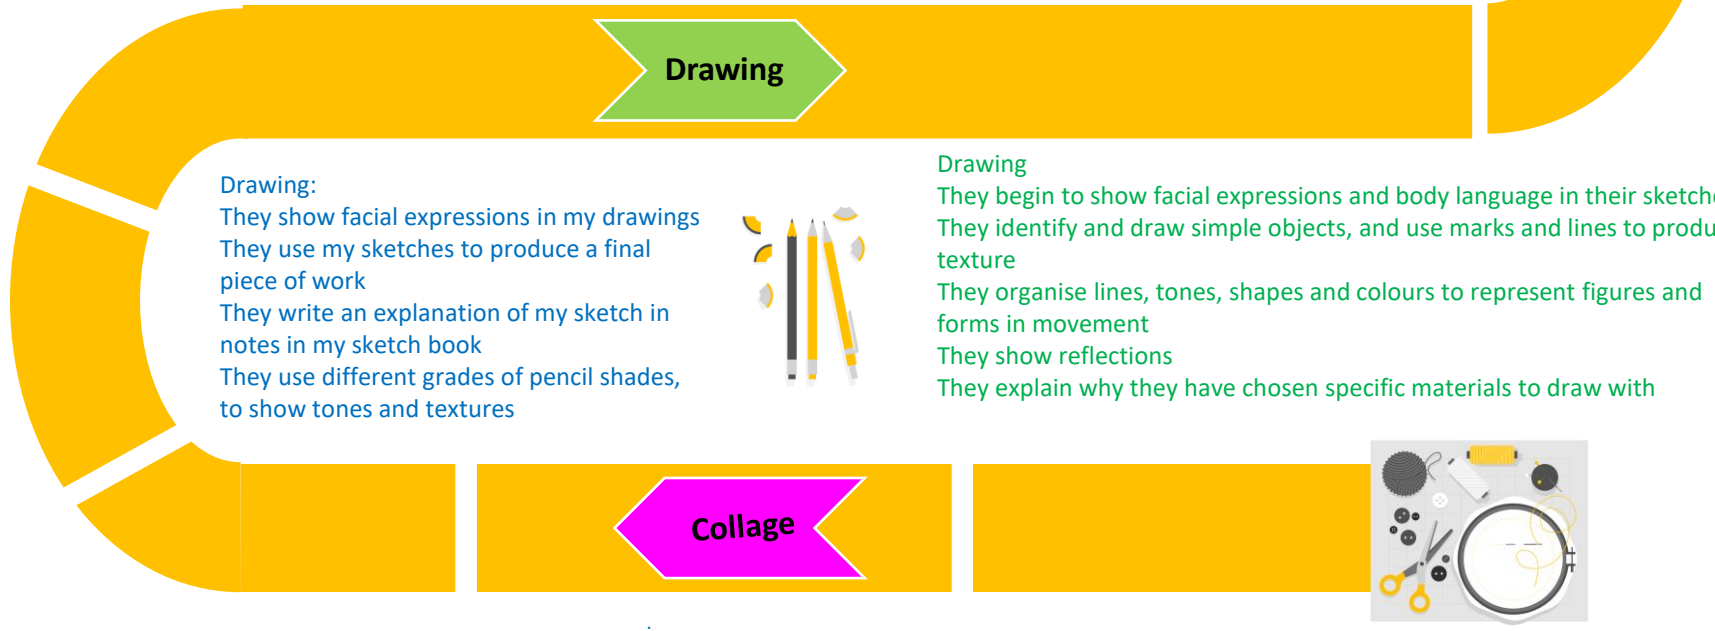 Drawing
Drawing:
They show facial expressions in my drawings
They use my sketches to produce a final
piece of work
They write an explanation of my sketch in
notes in my sketch book
They use different grades of pencil shades,
to show tones and textures
Drawing
They begin to show facial expressions and body language in their
They identify and draw simple objects, and use marks and lines to
texture
They organise lines, tones, shapes and colours to represent figures and
forms in movement
They show reflections
They explain why they have chosen specific materials to draw with
Collage